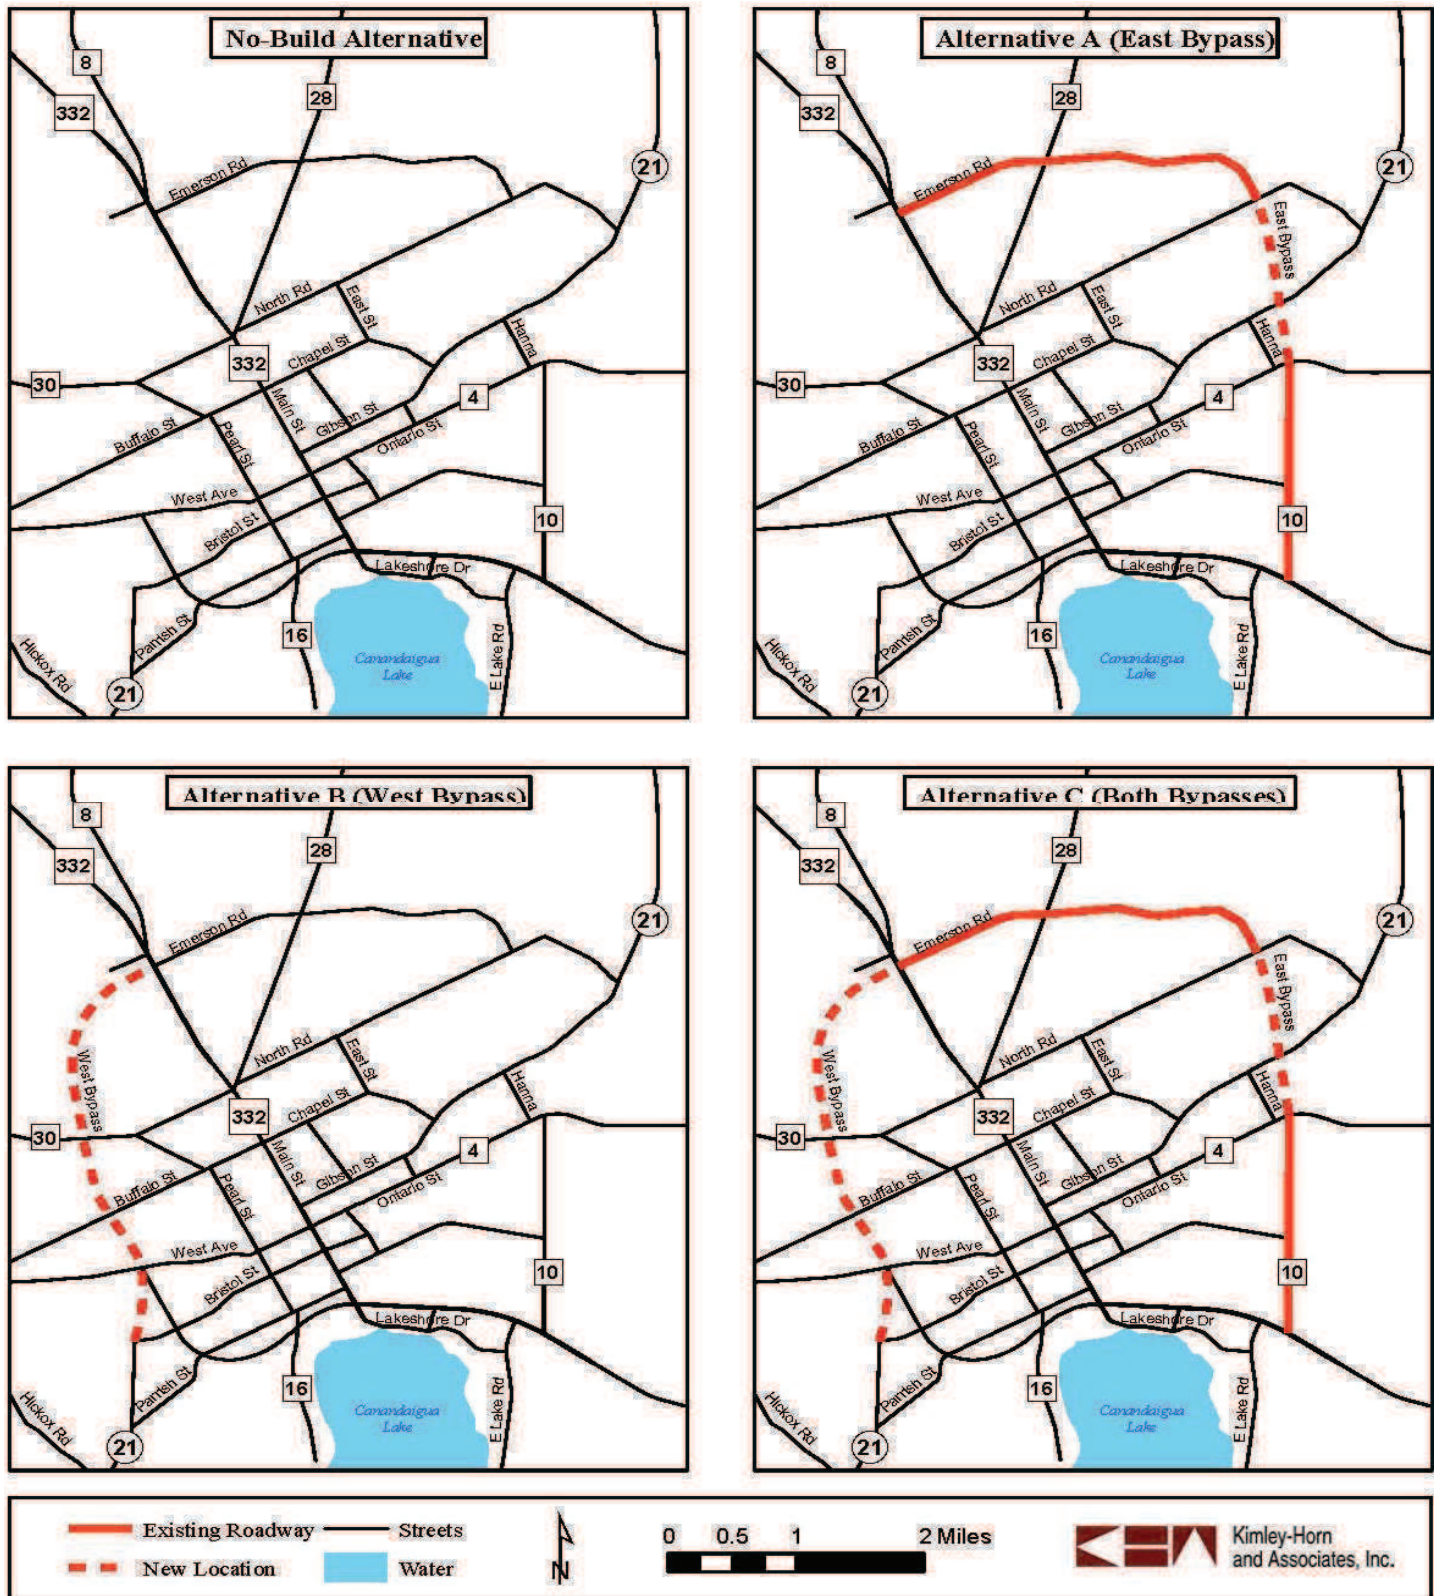 No-Build Alternative
8
332
28
21
Emerson Rd
North Rd
East St
Hanna
332
Chapel St
30
4
Main St
Gibson St
Buffalo St
Pearl St
Ontario St
West Ave
Bristol St
10
Lakeshore Dr
Parrish St
16
Hickox Rd
E Lake Rd
Canandaigua
Lake
21
Alternative A (East Bypass)
8
332
28
21
Emerson Rd
East Bypass
North Rd
East St
Hanna
332
Chapel St
30
4
Main St
Gibson St
Buffalo St
Pearl St
Ontario St
West Ave
Bristol St
10
Lakeshore Dr
Parrish St
16
Hickox Rd
E Lake Rd
Canandaigua
Lake
21
Alternative B (West Bypass)
8
332
28
21
Emerson Rd
West Bypass
North Rd
East St
Hanna
332
Chapel St
30
4
Main St
Gibson St
Buffalo St
Pearl St
Ontario St
West Ave
Bristol St
10
Lakeshore Dr
Parrish St
16
Hickox Rd
E Lake Rd
Canandaigua
Lake
21
Alternative C (Both Bypasses)
8
332
28
21
Emerson Rd
East Bypass
West Bypass
North Rd
East St
Hanna
332
Chapel St
30
4
Main St
Gibson St
Buffalo St
Pearl St
Ontario St
West Ave
Bristol St
10
Lakeshore Dr
Parrish St
16
Hickox Rd
E Lake Rd
Canandaigua
Lake
21
Existing Roadway
Streets
New Location
Water
N
0 0.5 1 2 Miles
Kimley-Horn
and Associates, Inc.